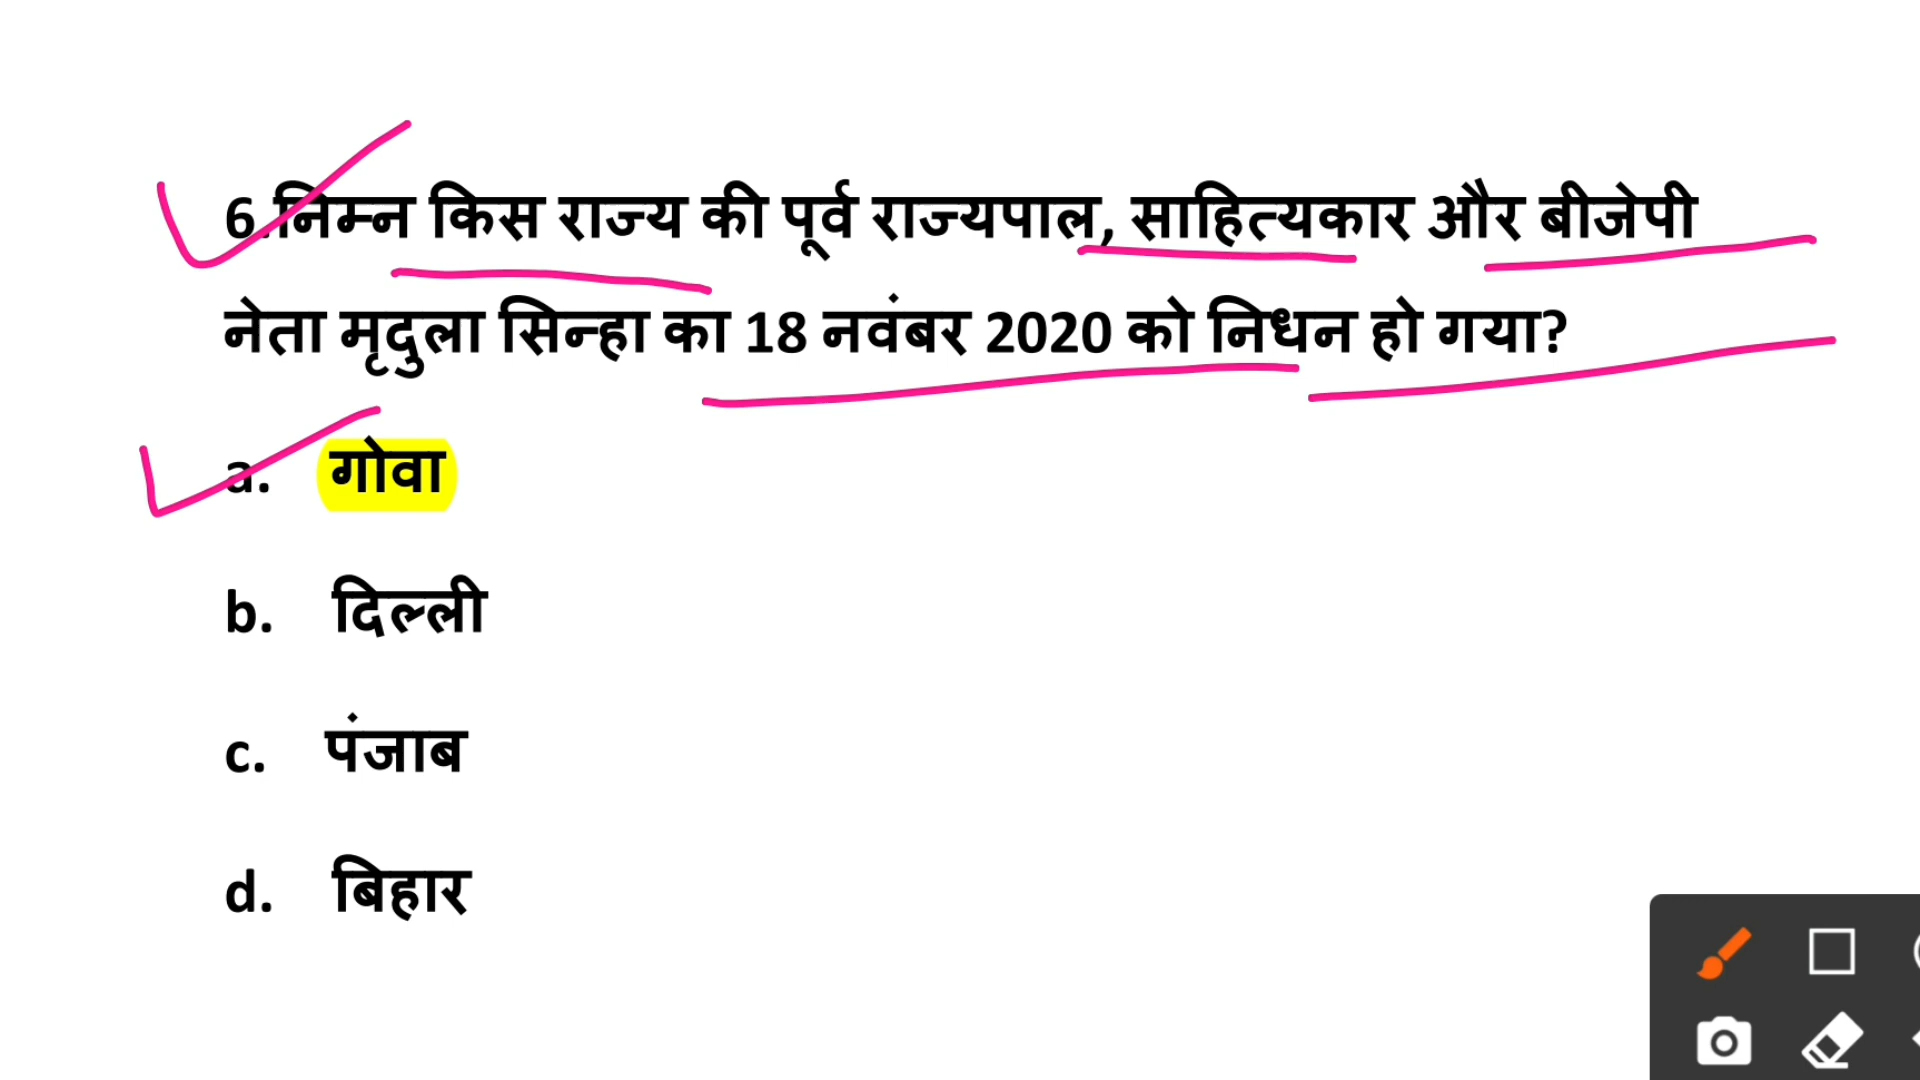 6.निम्न किस राज्य की पूर्व राज्यपाल, साहित्यकार और बीजेपी
नेता मृदुला सिन्हा का 18 नवंबर 2020 को निधन हो गया?
a. गोवा
b. दिल्ली
c. पंजाब
d. बिहार